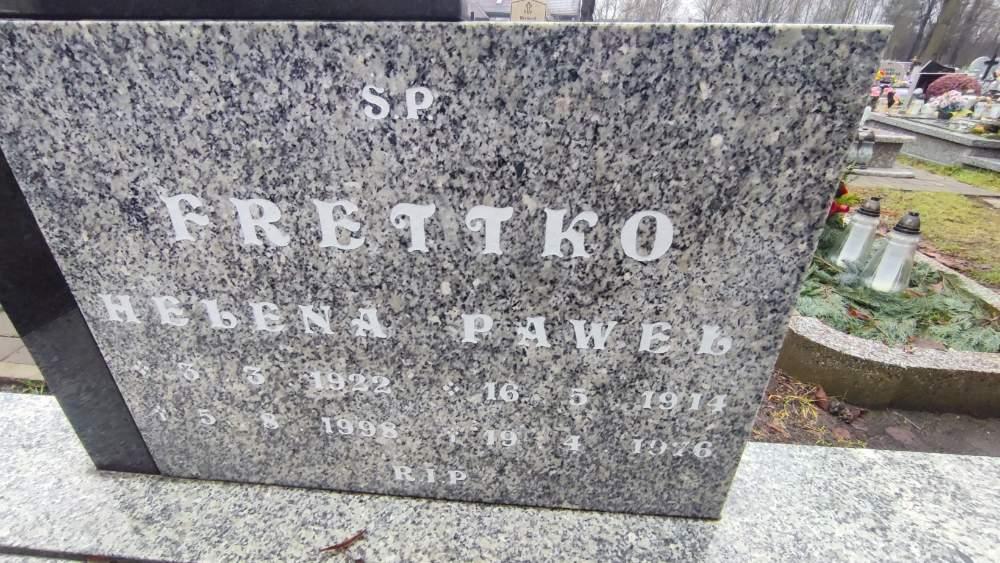 S.P.
FRETTKO
HELENA PAWEŁ
* 3 3 1922 * 16. 5 1914
† 5 8 1998 † 19 4 1976
R I P